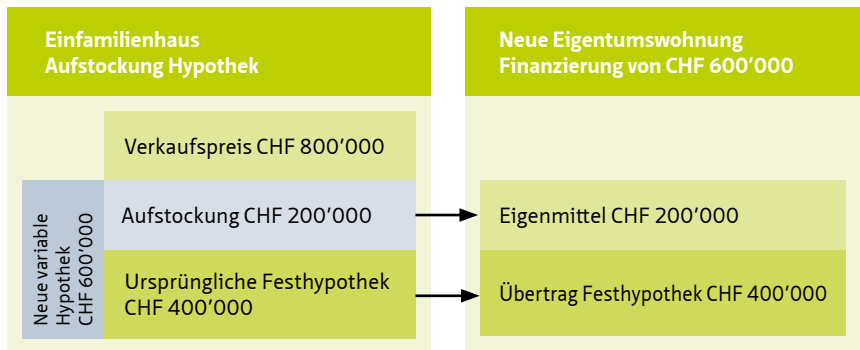 Einfamilienhaus
Aufstockung Hypothek
Verkaufspreis CHF 800’000
Neue variable
Hypothek
CHF 600’000
Aufstockung CHF 200’000
Ursprüngliche Festhypothek
CHF 400’000
Neue Eigentumswohnung
Finanzierung von CHF 600’000
Eigenmittel CHF 200’000
Übertrag Festhypothek CHF 400’000